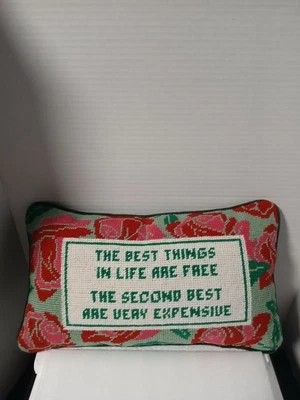 THE BEST THINGS
IN LIFE ARE FREE
THE SECOND BEST
ARE VERY EXPENSIVE